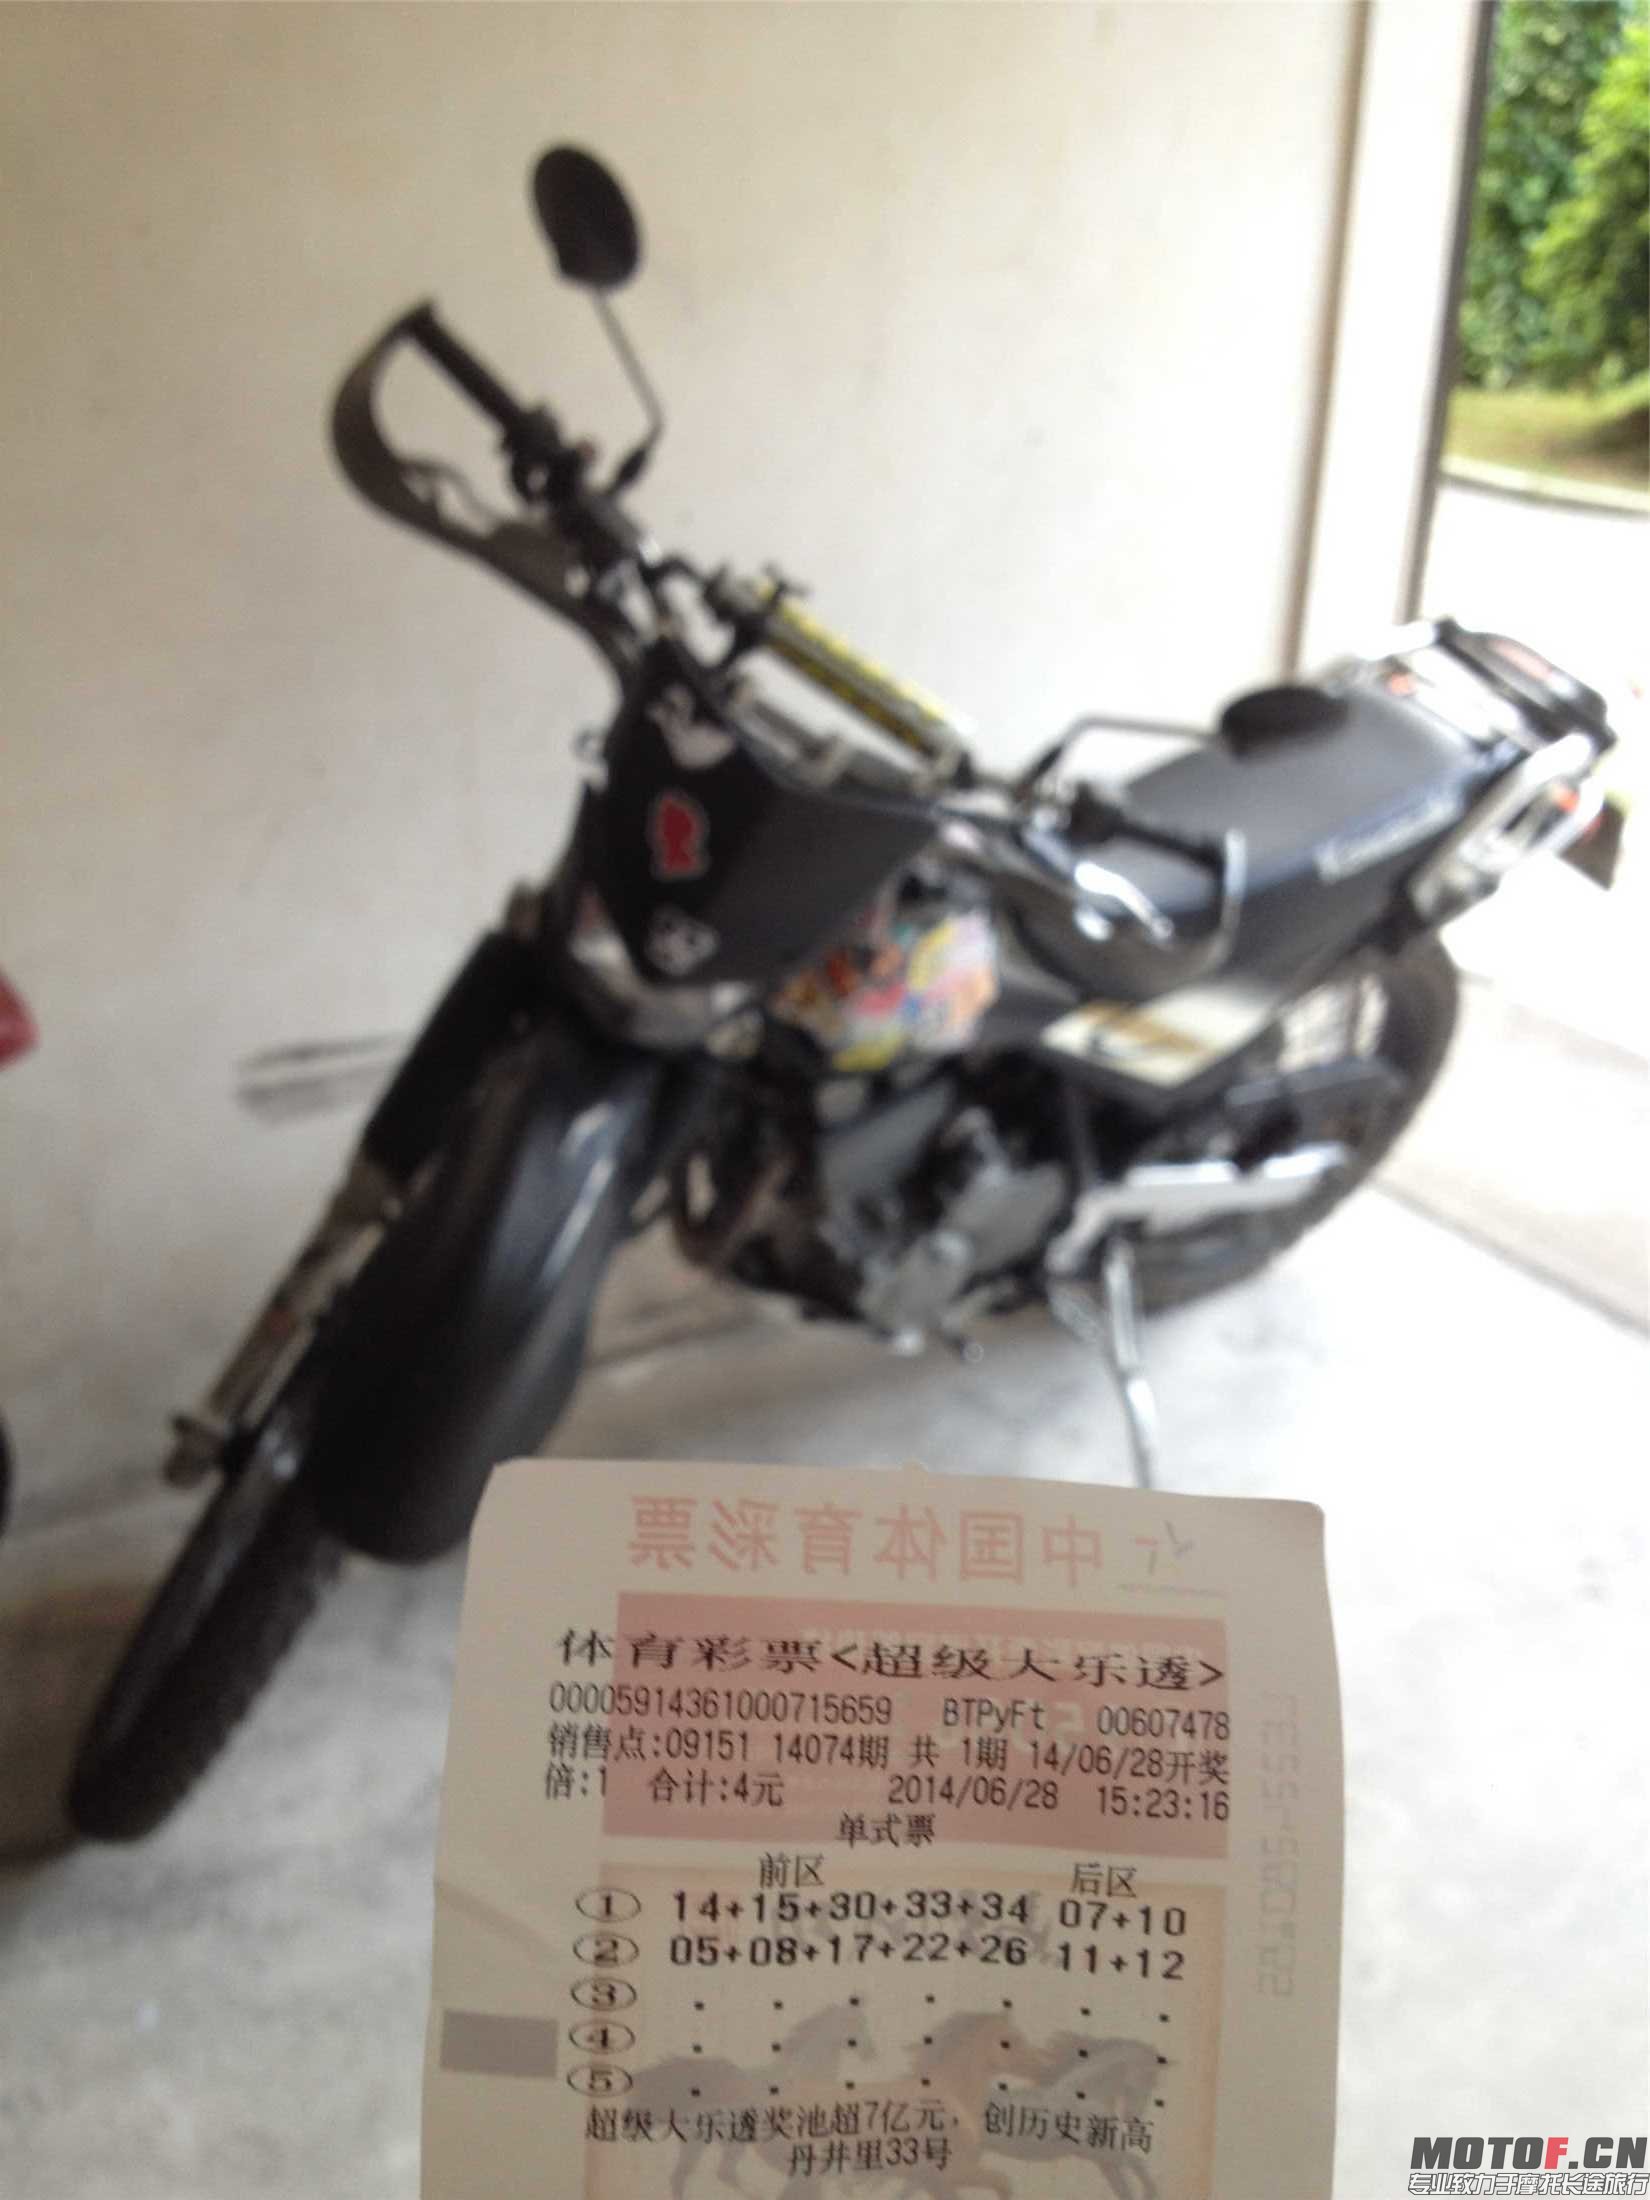 中国体育彩票
体育彩票<超级大乐透>
000059143610007156​59 BTPyFt 00607478
销售点:09151 14074期 共 1期 14/06/28开奖
倍:1 合计:4元 2014/06/28 15:23:16
单式票
前区 后区
① 14+15+30+33+34 07+10
② 05+08+17+22+26 11+12
③ . . . . . . .
④ . . . . . . .
⑤ . . . . . . .
超级大乐透奖池超7亿元，创历史新高
丹井里33号
MOTOF.CN
专业致力于摩托长途旅行